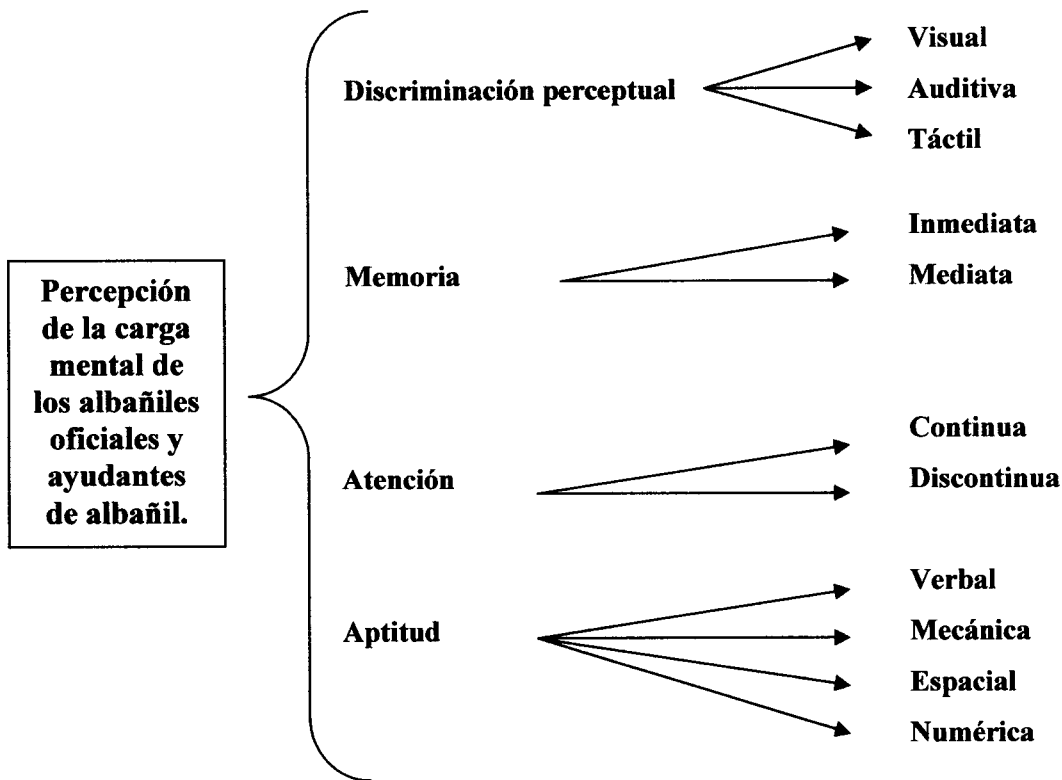 Percepción
de la carga
mental de
los albañiles
oficiales y
ayudantes
de albañil.
Discriminación perceptual
Visual
Auditiva
Táctil
Memoria
Inmediata
Mediata
Atención
Continua
Discontinua
Aptitud
Verbal
Mecánica
Espacial
Numérica